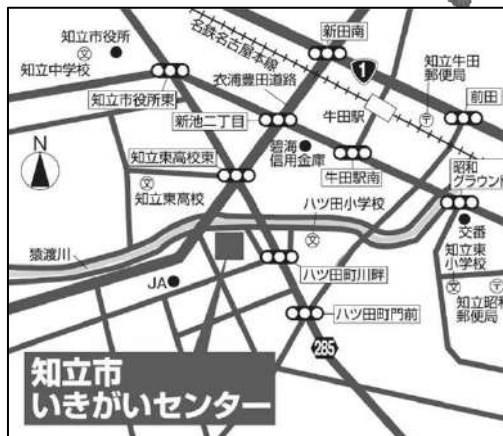 新田南
知立市役所
文
知立中学校
名鉄名古屋本線
1
知立牛田
郵便局
〒
衣浦豊田道路
知立市役所東
前田
牛田駅
新池二丁目
碧海
信用金庫
N
知立東高校東
牛田駅南
昭和
グラウンド
文
知立東高校
八ツ田小学校
文
交番
知立東
小学校
文
猿渡川
JA
八ツ田町川畔
〒
知立昭和
郵便局
八ツ田町門前
285
知立市
いきがいセンター